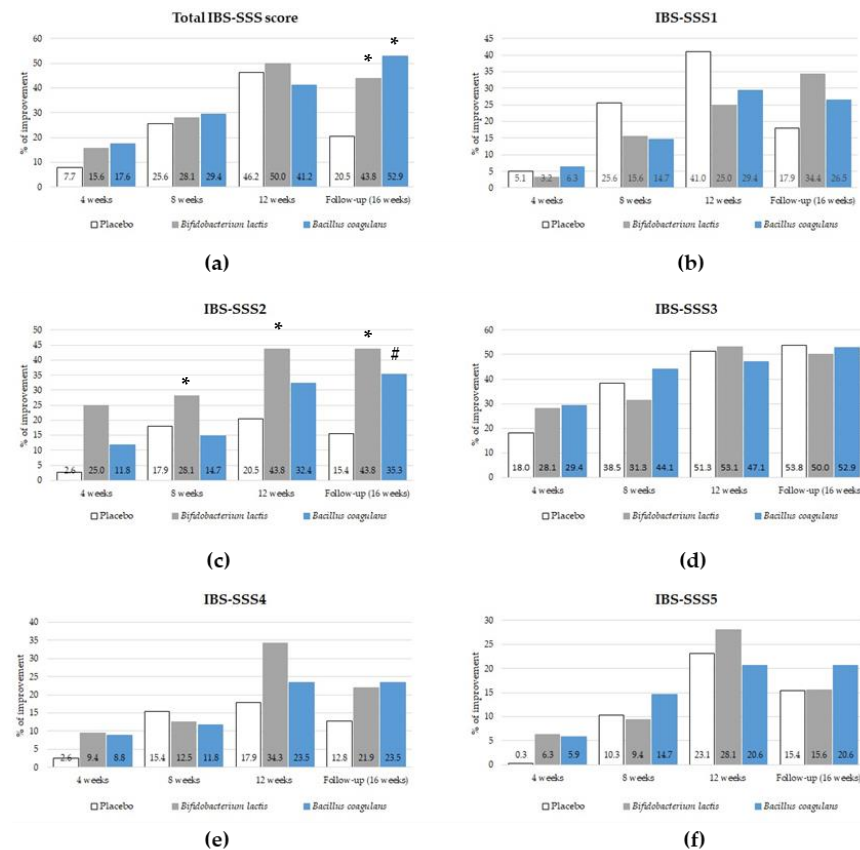 Total IBS-SSS score
% of improvement
60
50
40
30
20
10
0
* *
7.7 15.6 17.6 25.6 28.1 29.4 46.2 50.0 41.2 20.5 43.8 52.9
4 weeks 8 weeks 12 weeks Follow-up (16 weeks)
Placebo Bifidobacterium lactis Bacillus coagulans
(a)
IBS-SSS1
% of improvement
45
40
35
30
25
20
15
10
5
0
5.1 3.2 6.3 25.6 15.6 14.7 41.0 25.0 29.4 17.9 34.4 26.5
4 weeks 8 weeks 12 weeks Follow-up (16 weeks)
Placebo Bifidobacterium lactis Bacillus coagulans
(b)
IBS-SSS2
% of improvement
50
45
40
35
30
25
20
15
10
5
0
* * * #
2.6 25.0 11.8 17.9 28.1 14.7 20.5 43.8 32.4 15.4 43.8 35.3
4 weeks 8 weeks 12 weeks Follow-up (16 weeks)
Placebo Bifidobacterium lactis Bacillus coagulans
(c)
IBS-SSS3
% of improvement
60
50
40
30
20
10
0
18.0 28.1 29.4 38.5 31.3 44.1 51.3 53.1 47.1 53.8 50.0 52.9
4 weeks 8 weeks 12 weeks Follow-up (16 weeks)
Placebo Bifidobacterium lactis Bacillus coagulans
(d)
IBS-SSS4
% of improvement
40
35
30
25
20
15
10
5
0
2.6 9.4 8.8 15.4 12.5 11.8 17.9 34.3 23.5 12.8 21.9 23.5
4 weeks 8 weeks 12 weeks Follow-up (16 weeks)
Placebo Bifidobacterium lactis Bacillus coagulans
(e)
IBS-SSS5
% of improvement
30
25
20
15
10
5
0
0.3 6.3 5.9 10.3 9.4 14.7 23.1 28.1 20.6 15.4 15.6 20.6
4 weeks 8 weeks 12 weeks Follow-up (16 weeks)
Placebo Bifidobacterium lactis Bacillus coagulans
(f)